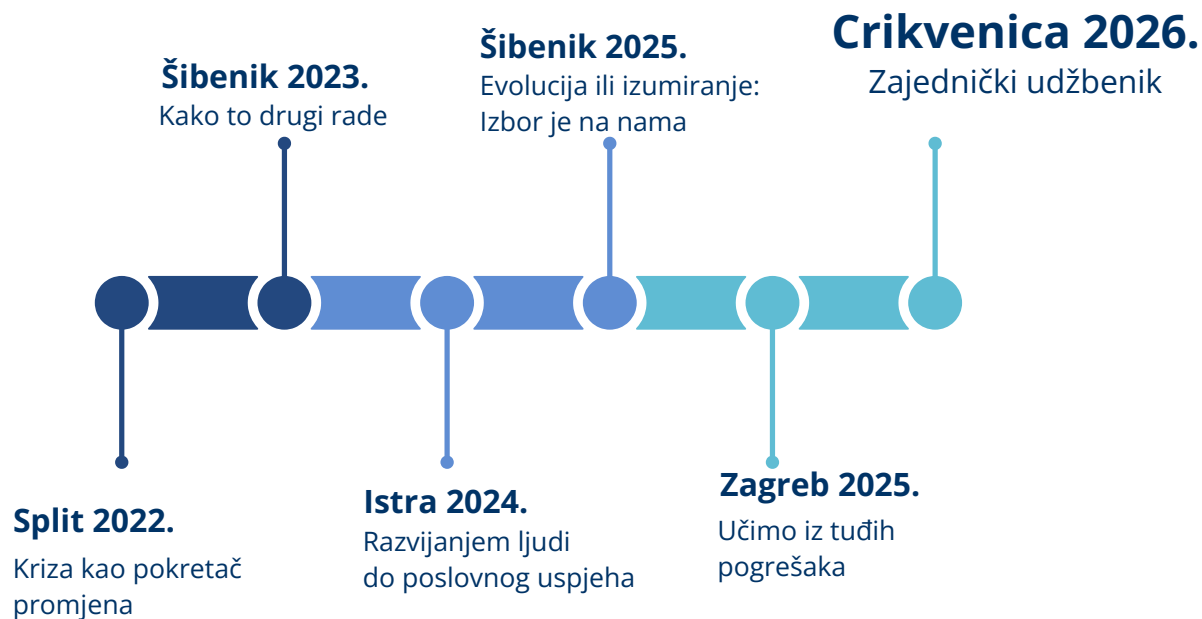 Split 2022.
Kriza kao pokretač
promjena
Šibenik 2023.
Kako to drugi rade
Istra 2024.
Razvijanjem ljudi
do poslovnog uspjeha
Šibenik 2025.
Evolucija ili izumiranje:
Izbor je na nama
Zagreb 2025.
Učimo iz tuđih
pogrešaka
Crikvenica 2026.
Zajednički udžbenik